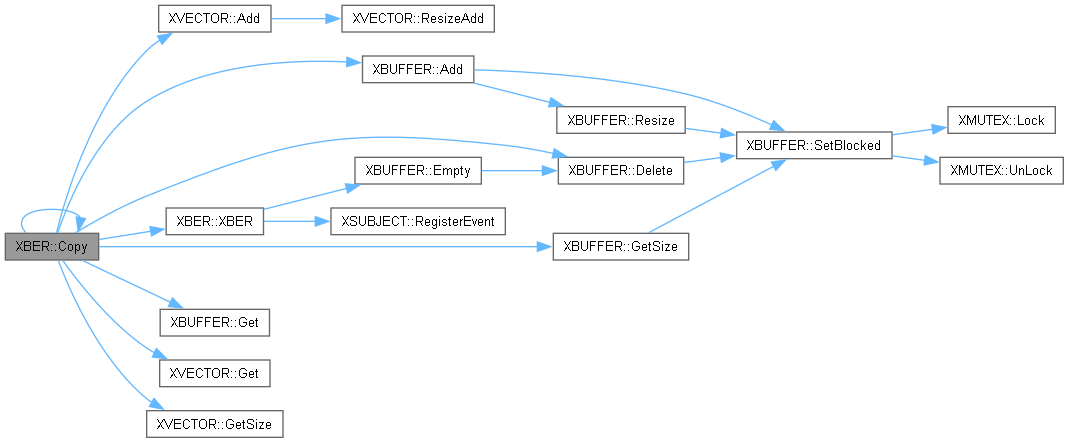 XVECTOR::Add
XVECTOR::ResizeAdd
XBUFFER::Add
XBUFFER::Resize
XMUTEX::Lock
XBUFFER::SetBlocked
XBUFFER::Empty
XBUFFER::Delete
XMUTEX::UnLock
XBER::XBER
XSUBJECT::RegisterEvent
XBER::Copy
XBUFFER::GetSize
XBUFFER::Get
XVECTOR::Get
XVECTOR::GetSize